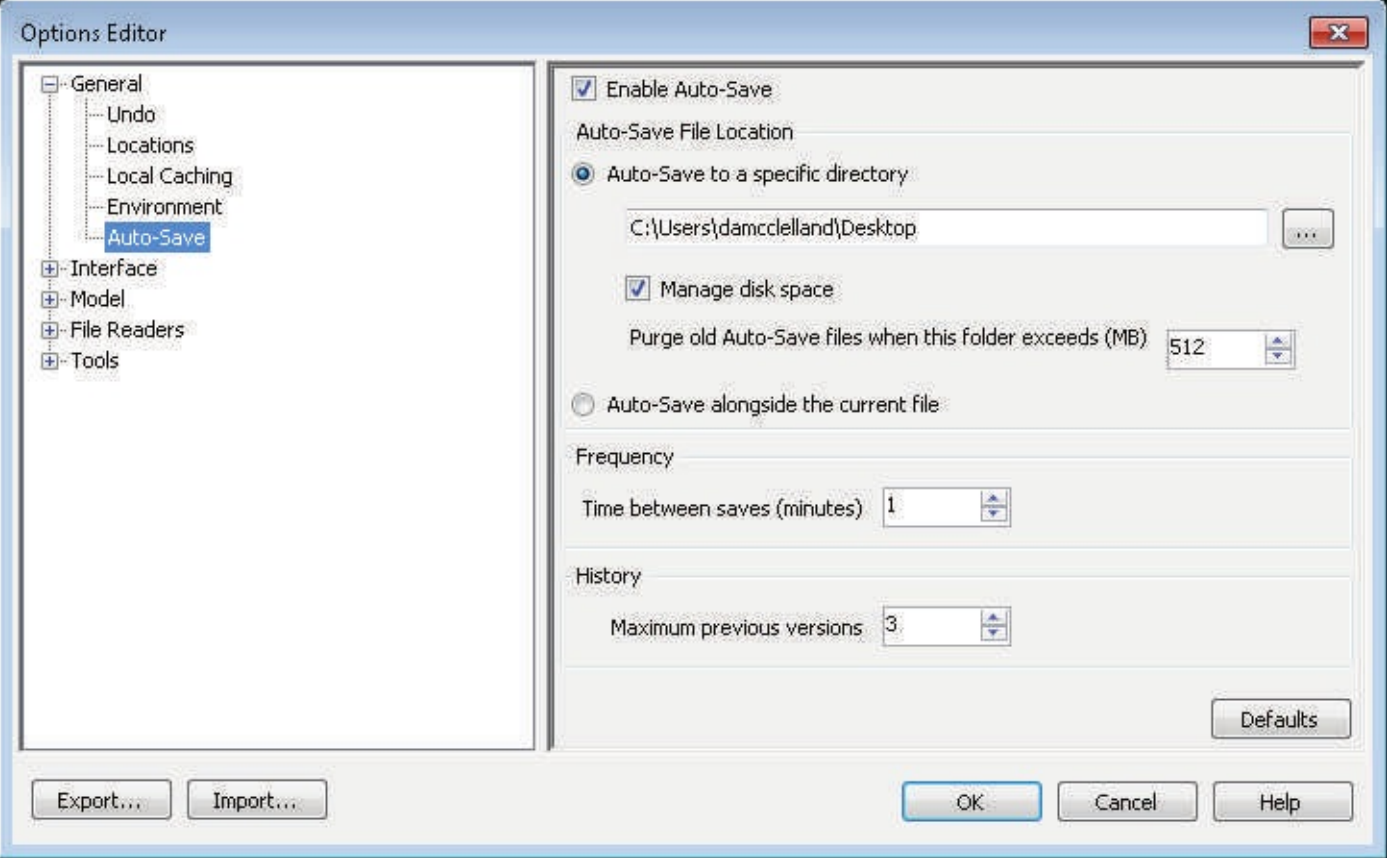 Options Editor
General
Undo
Locations
Local Caching
Environment
Auto-Save
Interface
Model
File Readers
Tools
Enable Auto-Save
Auto-Save File Location
Auto-Save to a specific directory
C:\Users\damcclelland\Desktop
...
Manage disk space
Purge old Auto-Save files when this folder exceeds (MB) 512
Auto-Save alongside the current file
Frequency
Time between saves (minutes) 1
History
Maximum previous versions 3
Defaults
Export... Import... OK Cancel Help